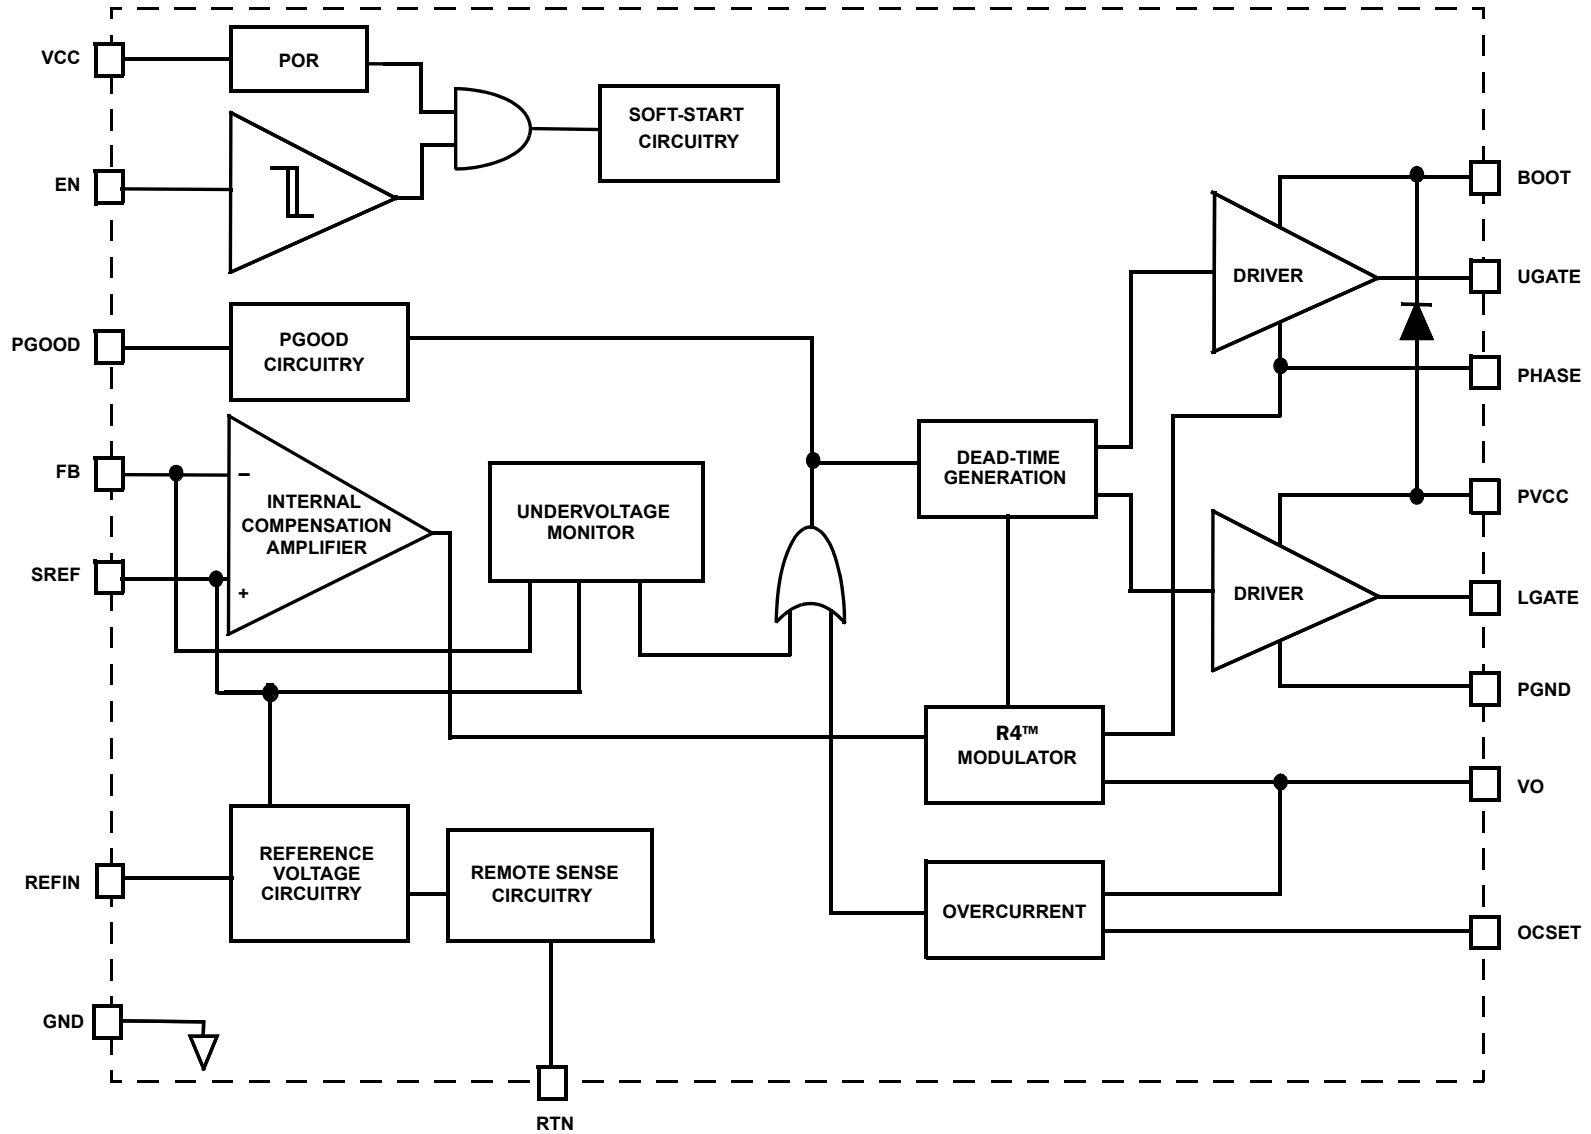 VCC
POR
SOFT-START
CIRCUITRY
EN
BOOT
DRIVER
UGATE
PGOOD
PGOOD
CIRCUITRY
PHASE
FB
−
INTERNAL
COMPENSATION
AMPLIFIER
+
SREF
UNDERVOLTAGE
MONITOR
DEAD-TIME
GENERATION
PVCC
DRIVER
LGATE
PGND
R4™
MODULATOR
VO
REFIN
REFERENCE
VOLTAGE
CIRCUITRY
REMOTE SENSE
CIRCUITRY
OVERCURRENT
OCSET
GND
RTN